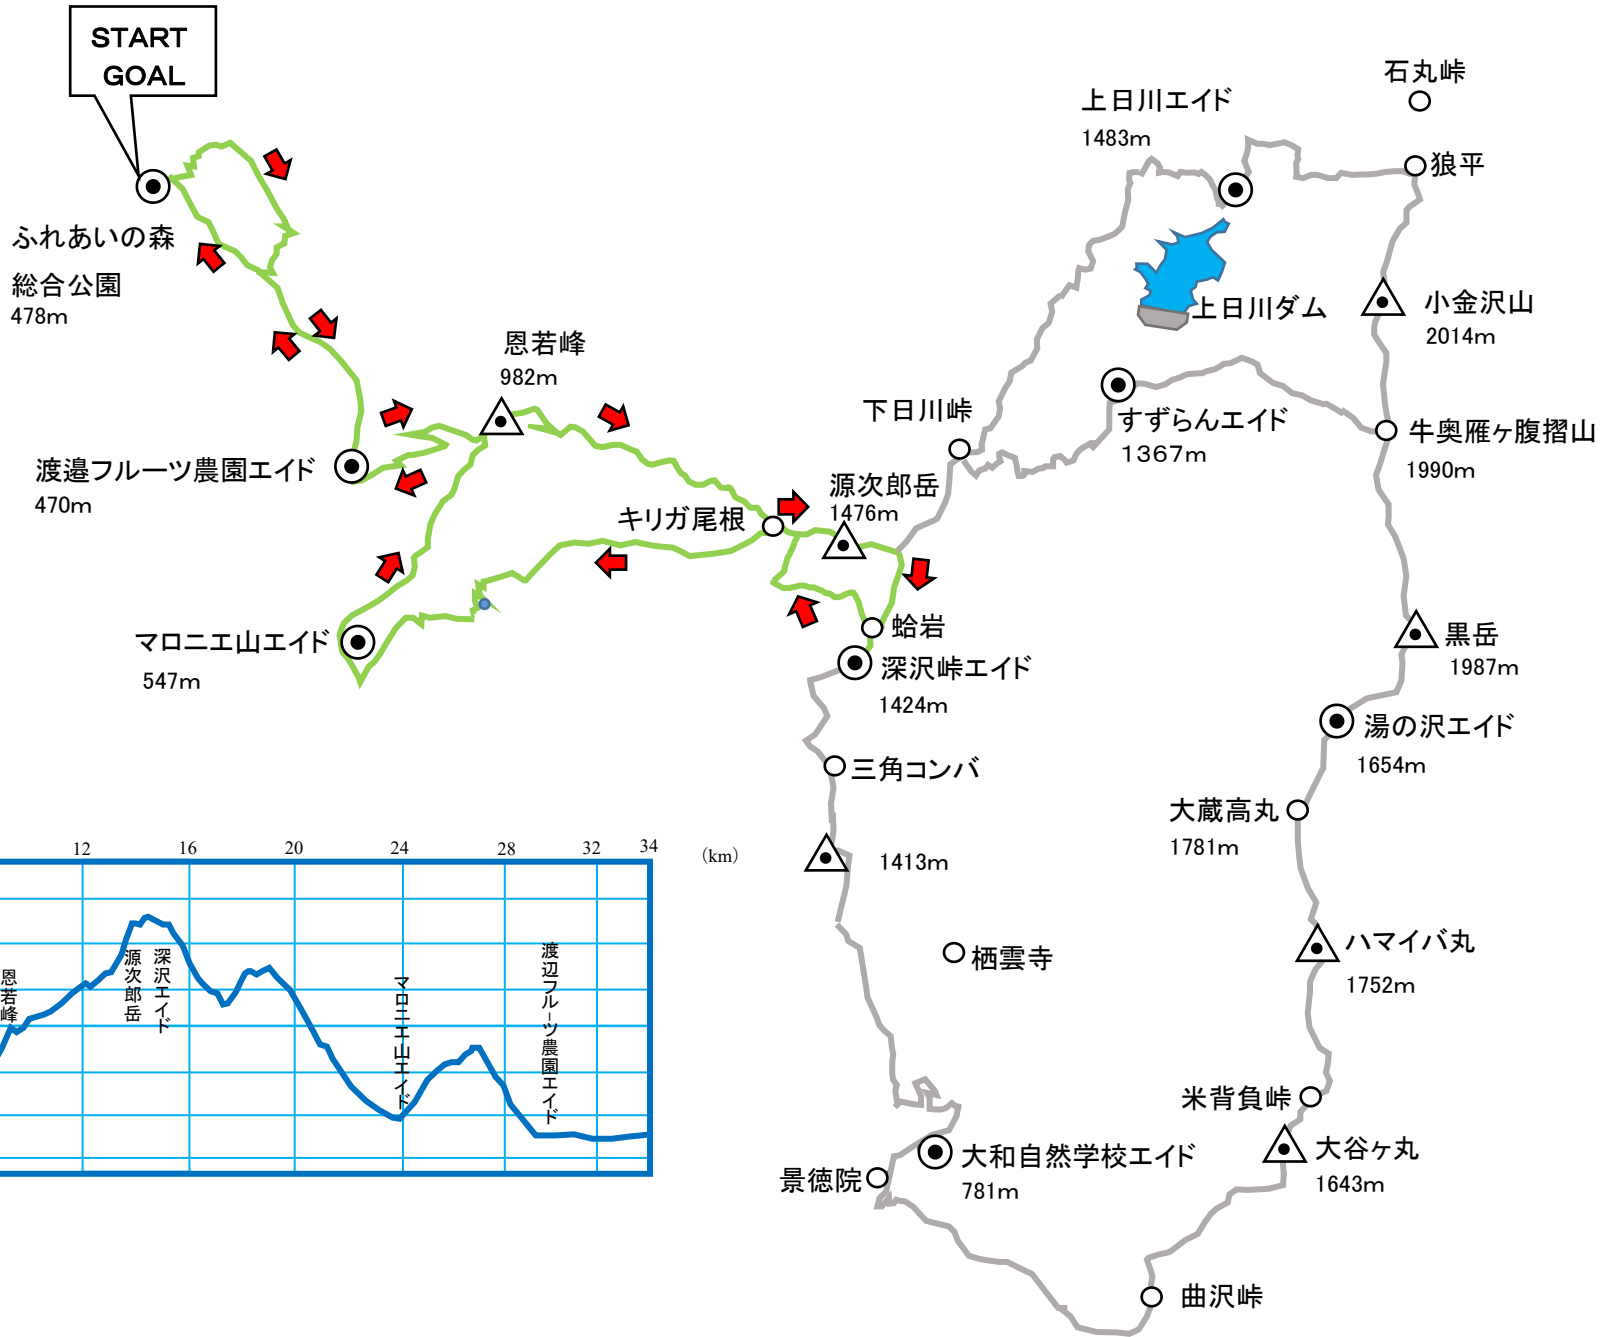 START
GOAL
石丸峠
上日川エイド
1483m
狼平
ふれあいの森
総合公園
478m
上日川ダム
小金沢山
2014m
恩若峰
982m
下日川峠
すずらんエイド
1367m
牛奥雁ヶ腹摺山
1990m
渡邉フルーツ農園エイド
470m
源次郎岳
1476m
キリガ尾根
蛤岩
マロニエ山エイド
547m
深沢峠エイド
1424m
黒岳
1987m
湯の沢エイド
1654m
三角コンバ
大蔵高丸
1781m
1413m
12 16 20 24 28 32 34 (km)
恩若峰
源次郎岳
深沢エイド
マロニエ山エイド
渡辺フルーツ農園エイド
栖雲寺
ハマイバ丸
1752m
米背負峠
大谷ヶ丸
1643m
大和自然学校エイド
781m
景徳院
曲沢峠